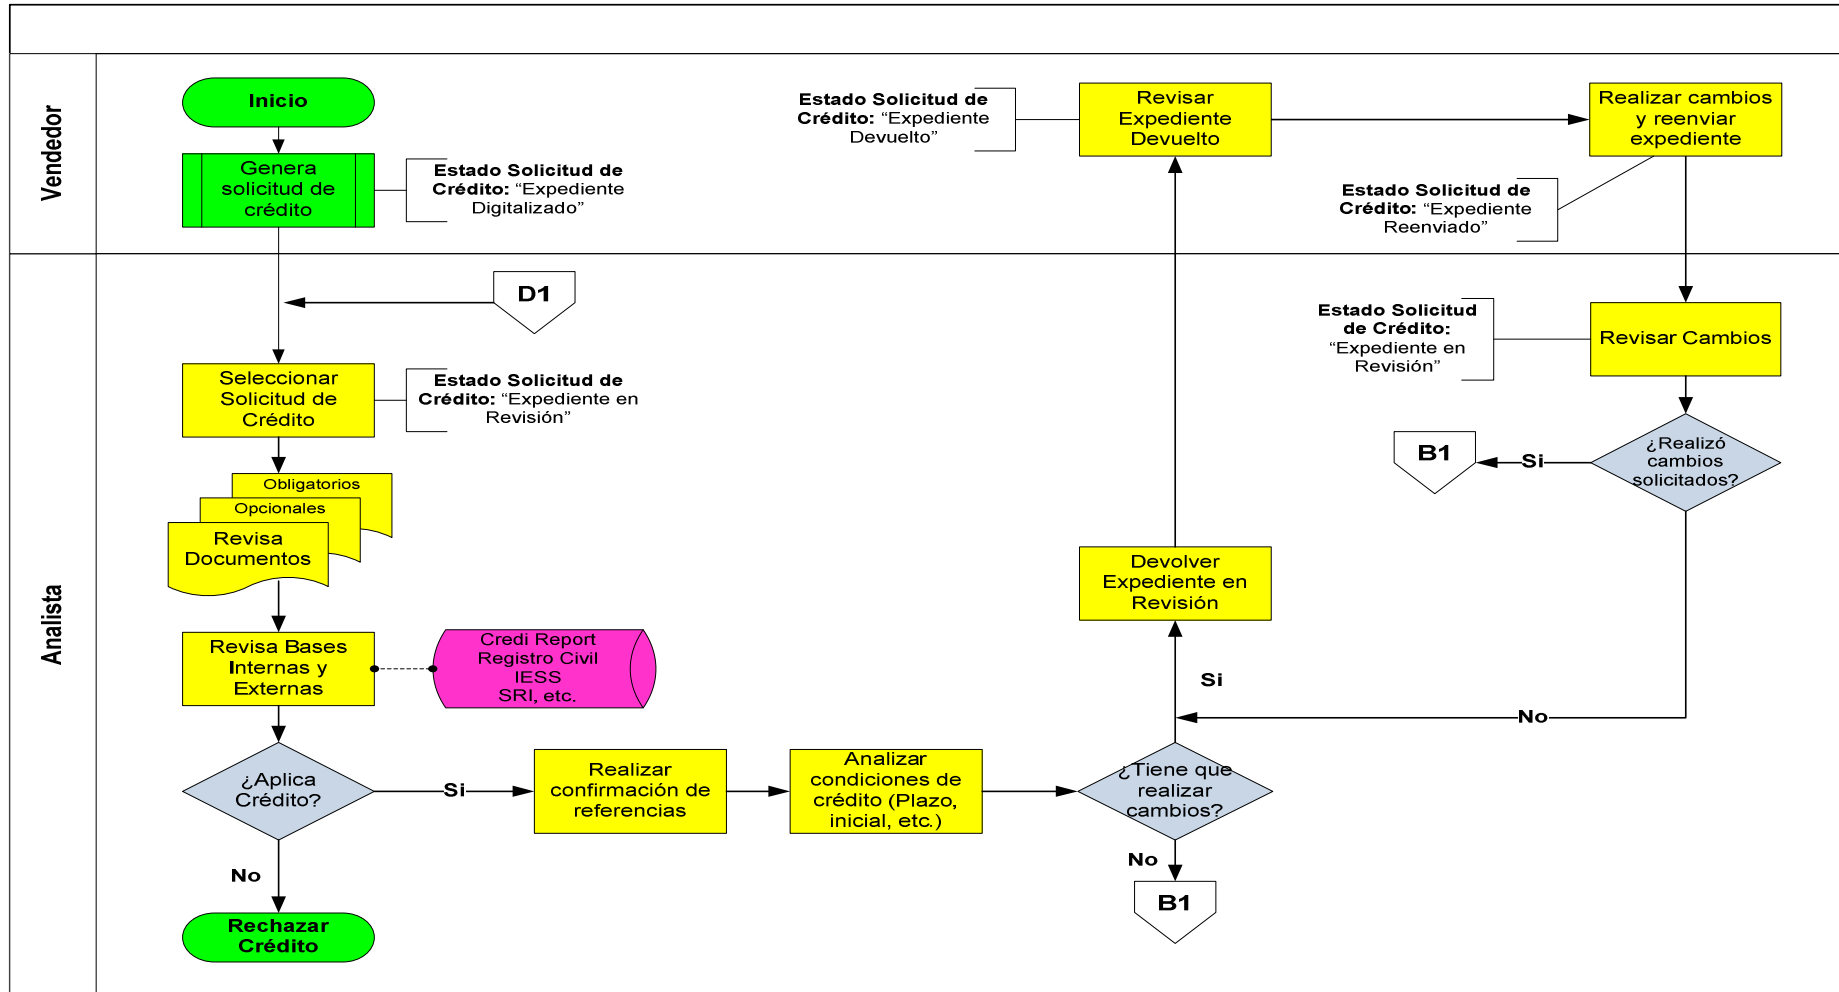 Vendedor
Inicio
Genera
solicitud de
crédito
Estado Solicitud de
Crédito: “Expediente
Digitalizado”
Estado Solicitud de
Crédito: “Expediente
Devuelto”
Revisar
Expediente
Devuelto
Realizar cambios
y reenviar
expediente
Estado Solicitud de
Crédito: “Expediente
Reenviado”
Analista
D1
Seleccionar
Solicitud de
Crédito
Estado Solicitud de
Crédito: “Expediente en
Revisión”
Obligatorios
Opcionales
Revisa
Documentos
Revisa Bases
Internas y
Externas
Credi Report
Registro Civil
IESS
SRI, etc.
¿Aplica
Crédito?
Si
No
Rechazar
Crédito
Realizar
confirmación de
referencias
Analizar
condiciones de
crédito (Plazo,
inicial, etc.)
¿Tiene que
realizar
cambios?
Si
No
B1
Devolver
Expediente en
Revisión
Estado Solicitud
de Crédito:
“Expediente en
Revisión”
Revisar Cambios
¿Realizó
cambios
solicitados?
Si
B1
No